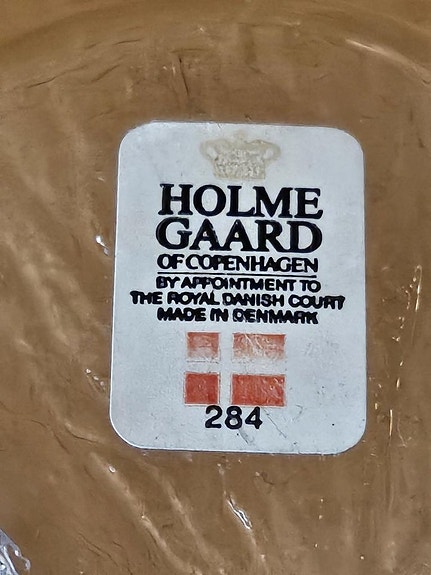 HOLME
GAARD
OF COPENHAGEN
BY APPOINTMENT TO
THE ROYAL DANISH COURT
MADE IN DENMARK
284